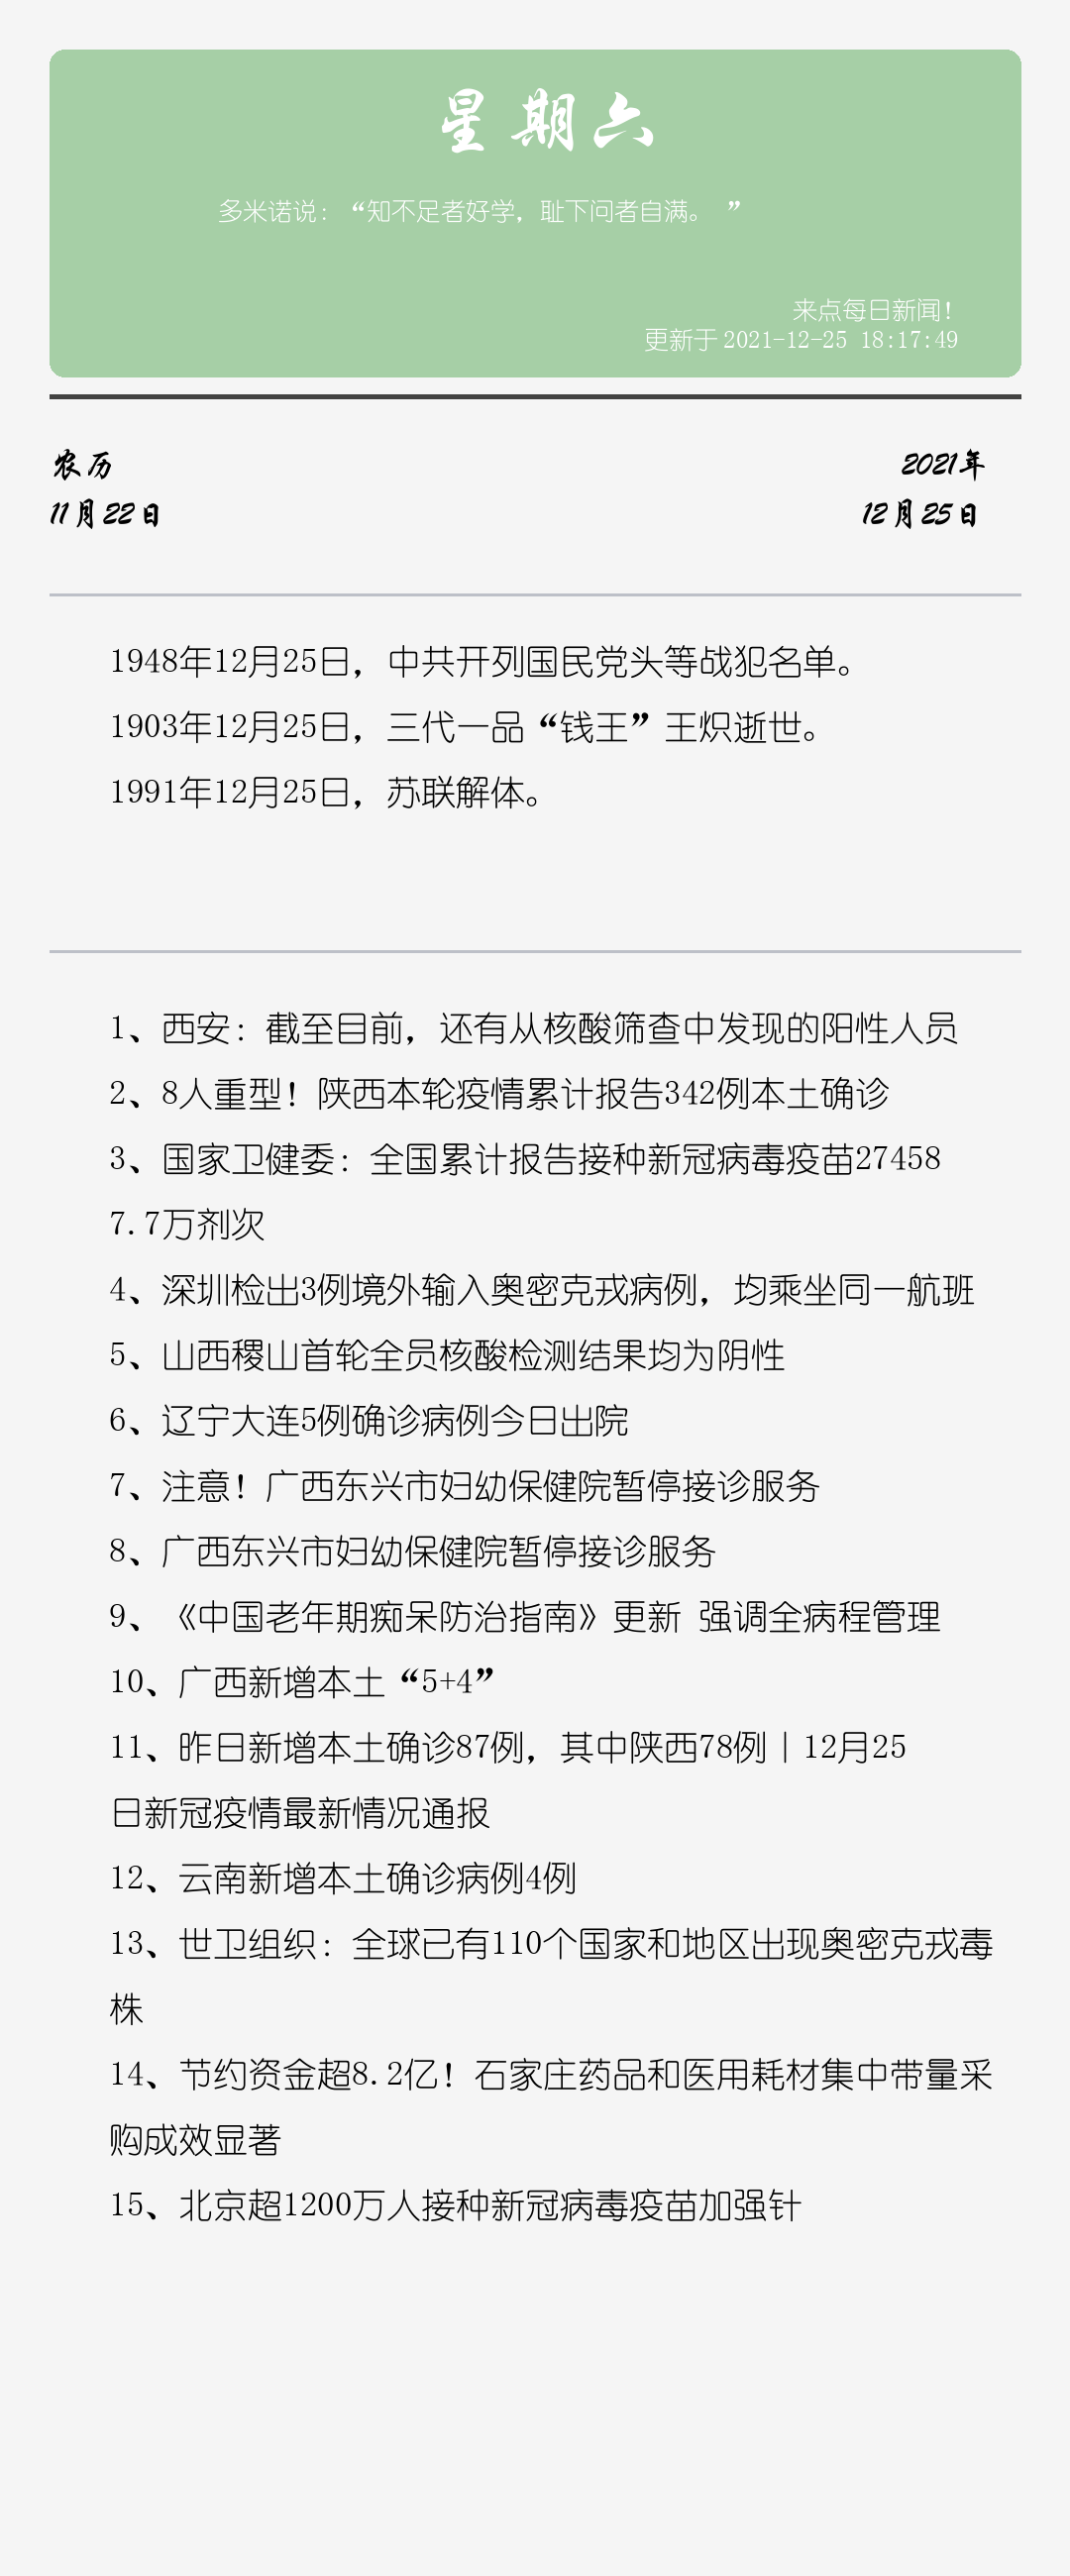 星期六
多米诺说：“知不足者好学，耻下问者自满。 ”
来点每日新闻！
更新于 2021-12-25 18:17:49
农历
2021年
11月22日
12月25日
1948年12月25日，中共开列国民党头等战犯名单。
1903年12月25日，三代一品“钱王”王炽逝世。
1991年12月25日，苏联解体。
1、西安：截至目前，还有从核酸筛查中发现的阳性人员
2、8人重型！陕西本轮疫情累计报告342例本土确诊
3、国家卫健委：全国累计报告接种新冠病毒疫苗27458
7.7万剂次
4、深圳检出3例境外输入奥密克戎病例，均乘坐同一航班
5、山西稷山首轮全员核酸检测结果均为阴性
6、辽宁大连5例确诊病例今日出院
7、注意！广西东兴市妇幼保健院暂停接诊服务
8、广西东兴市妇幼保健院暂停接诊服务
9、《中国老年期痴呆防治指南》更新 强调全病程管理
10、广西新增本土“5+4”
11、昨日新增本土确诊87例，其中陕西78例｜12月25
日新冠疫情最新情况通报
12、云南新增本土确诊病例4例
13、世卫组织：全球已有110个国家和地区出现奥密克戎毒
株
14、节约资金超8.2亿！石家庄药品和医用耗材集中带量采
购成效显著
15、北京超1200万人接种新冠病毒疫苗加强针